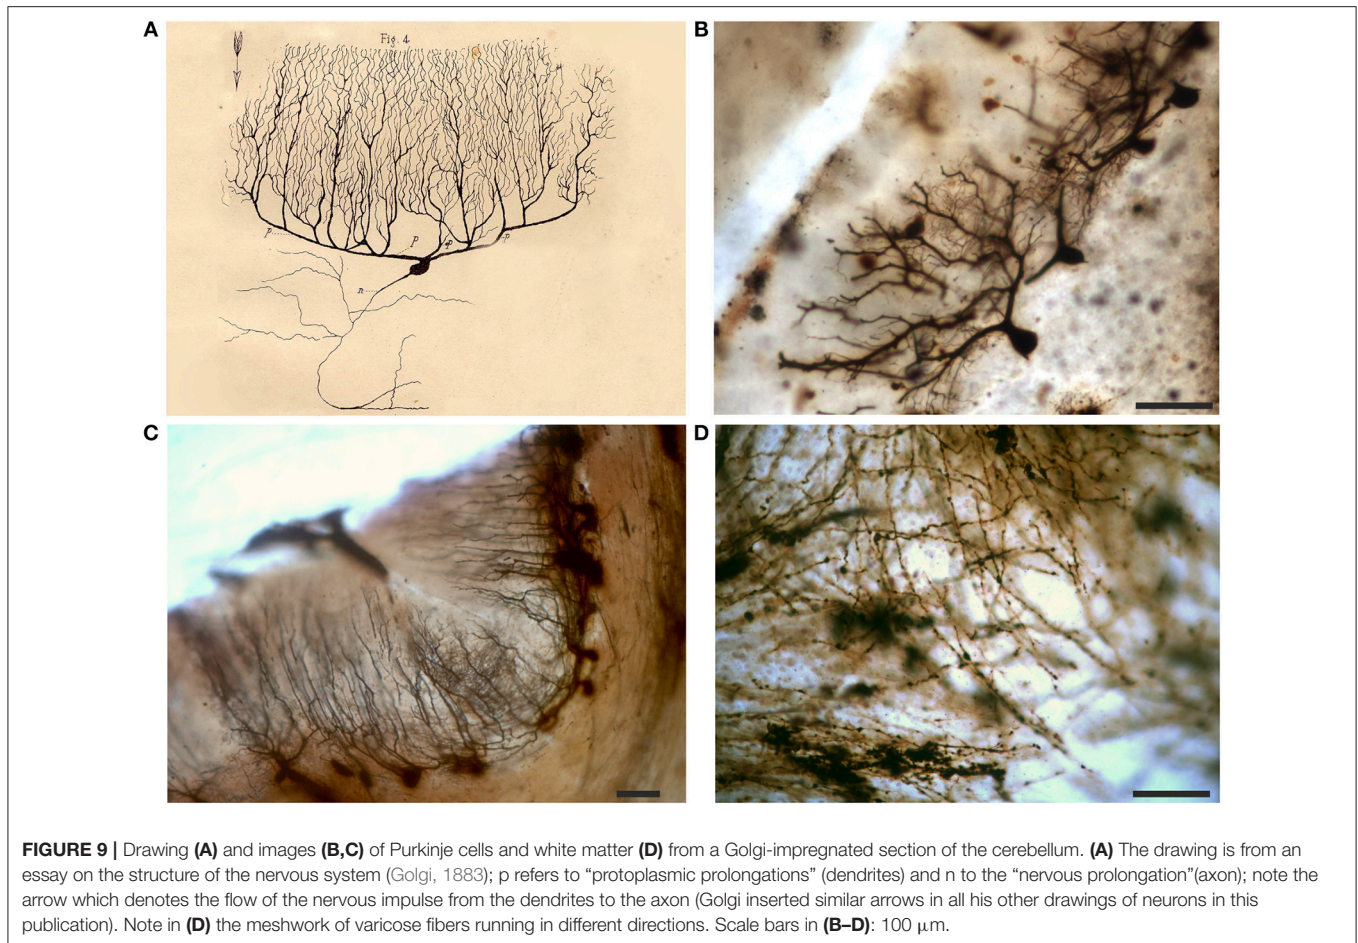 A
B
Fig. 4
p
p
p
p
n
C
D
FIGURE 9 | Drawing (A) and images (B,C) of Purkinje cells and white matter (D) from a Golgi-impregnated section of the cerebellum. (A) The drawing is from an
essay on the structure of the nervous system (Golgi, 1883); p refers to “protoplasmic prolongations” (dendrites) and n to the “nervous prolongation”(axon); note the
arrow which denotes the flow of the nervous impulse from the dendrites to the axon (Golgi inserted similar arrows in all his other drawings of neurons in this
publication). Note in (D) the meshwork of varicose fibers running in different directions. Scale bars in (B–D): 100 μm.